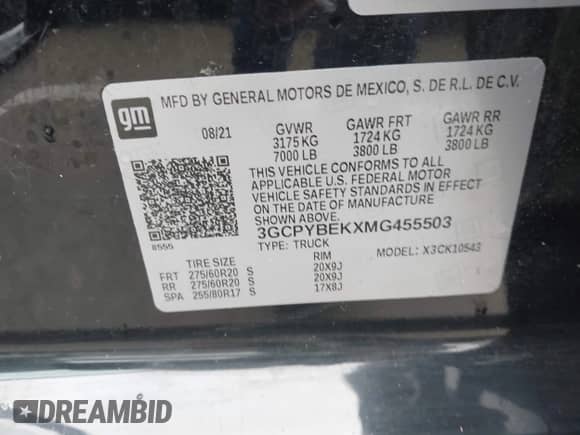 gm
MFD BY GENERAL MOTORS DE MEXICO, S. DE R.L. DE C.V.
08/21 GVWR GAWR FRT GAWR RR
3175 KG 1724 KG 1724 KG
7000 LB 3800 LB 3800 LB
THIS VEHICLE CONFORMS TO ALL
APPLICABLE U.S. FEDERAL MOTOR
VEHICLE SAFETY STANDARDS IN EFFECT
ON THE DATE OF MANUFACTURE
SHOWN ABOVE.
3GCPYBEKXMG455503
8555
TYPE: TRUCK MODEL: X3CK10543
TIRE SIZE RIM
FRT 275/60R20 S 20X9J
RR 275/60R20 S 20X9J
SPA 255/80R17 S 17X8J
DREAMBID